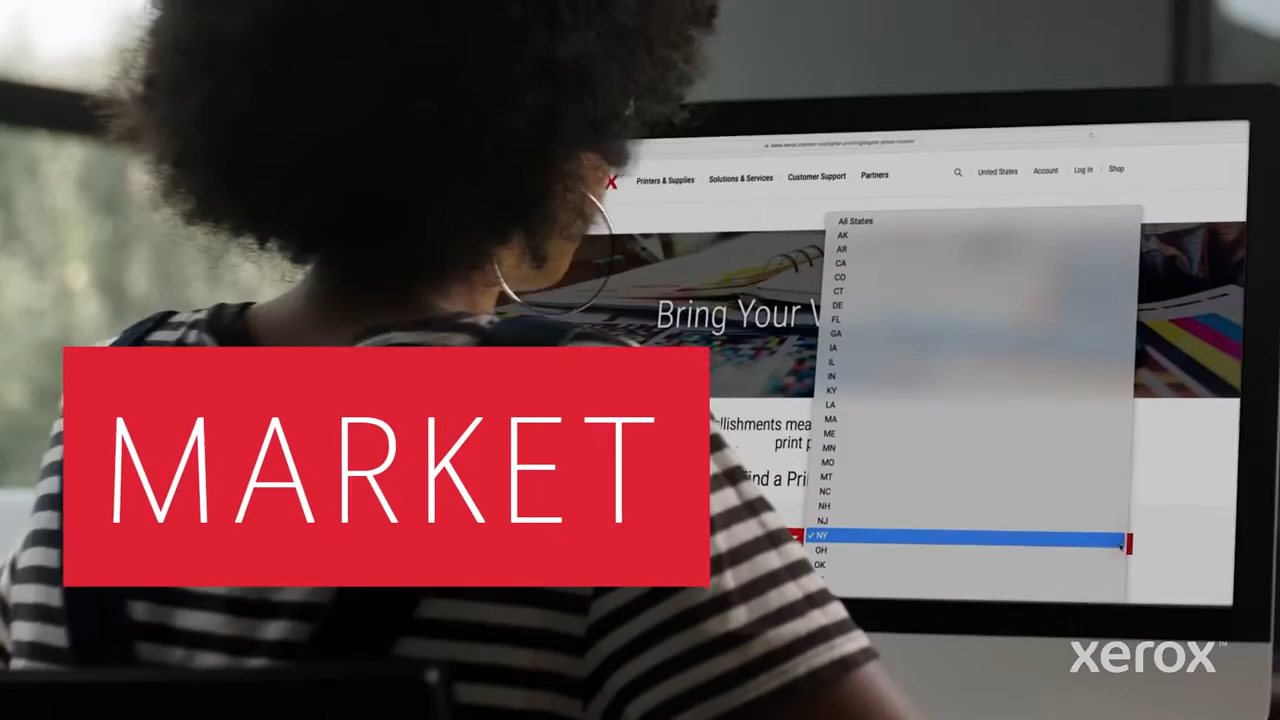 Printers & Supplies Solutions & Services Customer Support Partners United States Account Log In Shop
All States
AK
AR
CA
CO
CT
DE
FL
GA
IA
IL
IN
KY
LA
MA
ME
MN
MO
MT
NC
NH
NJ
✓ NY
OH
OK
Bring Your
print
Find a
MARKET
xerox™